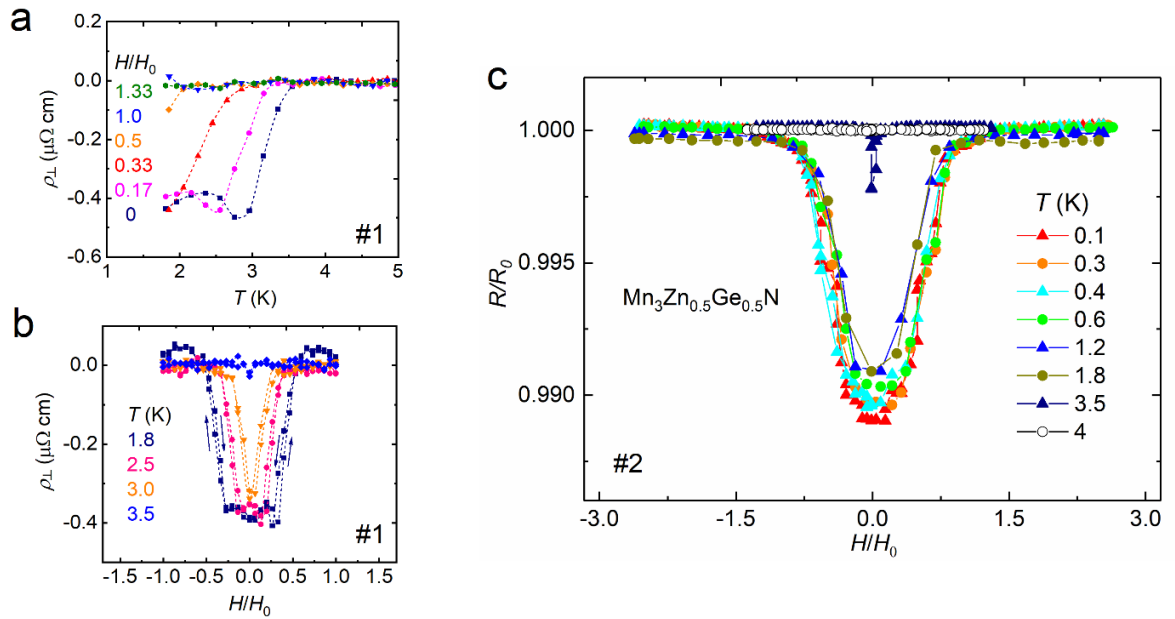 a
0.2
0.0
-0.2
-0.4
-0.6
ρ⊥ (μΩ cm)
H/H0
1.33
1.0
0.5
0.33
0.17
0
#1
1 2 3 4 5
T (K)
b
0.0
-0.2
-0.4
ρ⊥ (μΩ cm)
T (K)
1.8
2.5
3.0
3.5
#1
-1.5 -1.0 -0.5 0.0 0.5 1.0 1.5
H/H0
c
1.000
0.995
0.990
R/R0
Mn3Zn0.5Ge0.5N
T (K)
0.1
0.3
0.4
0.6
1.2
1.8
3.5
4
#2
-3.0 -1.5 0.0 1.5 3.0
H/H0